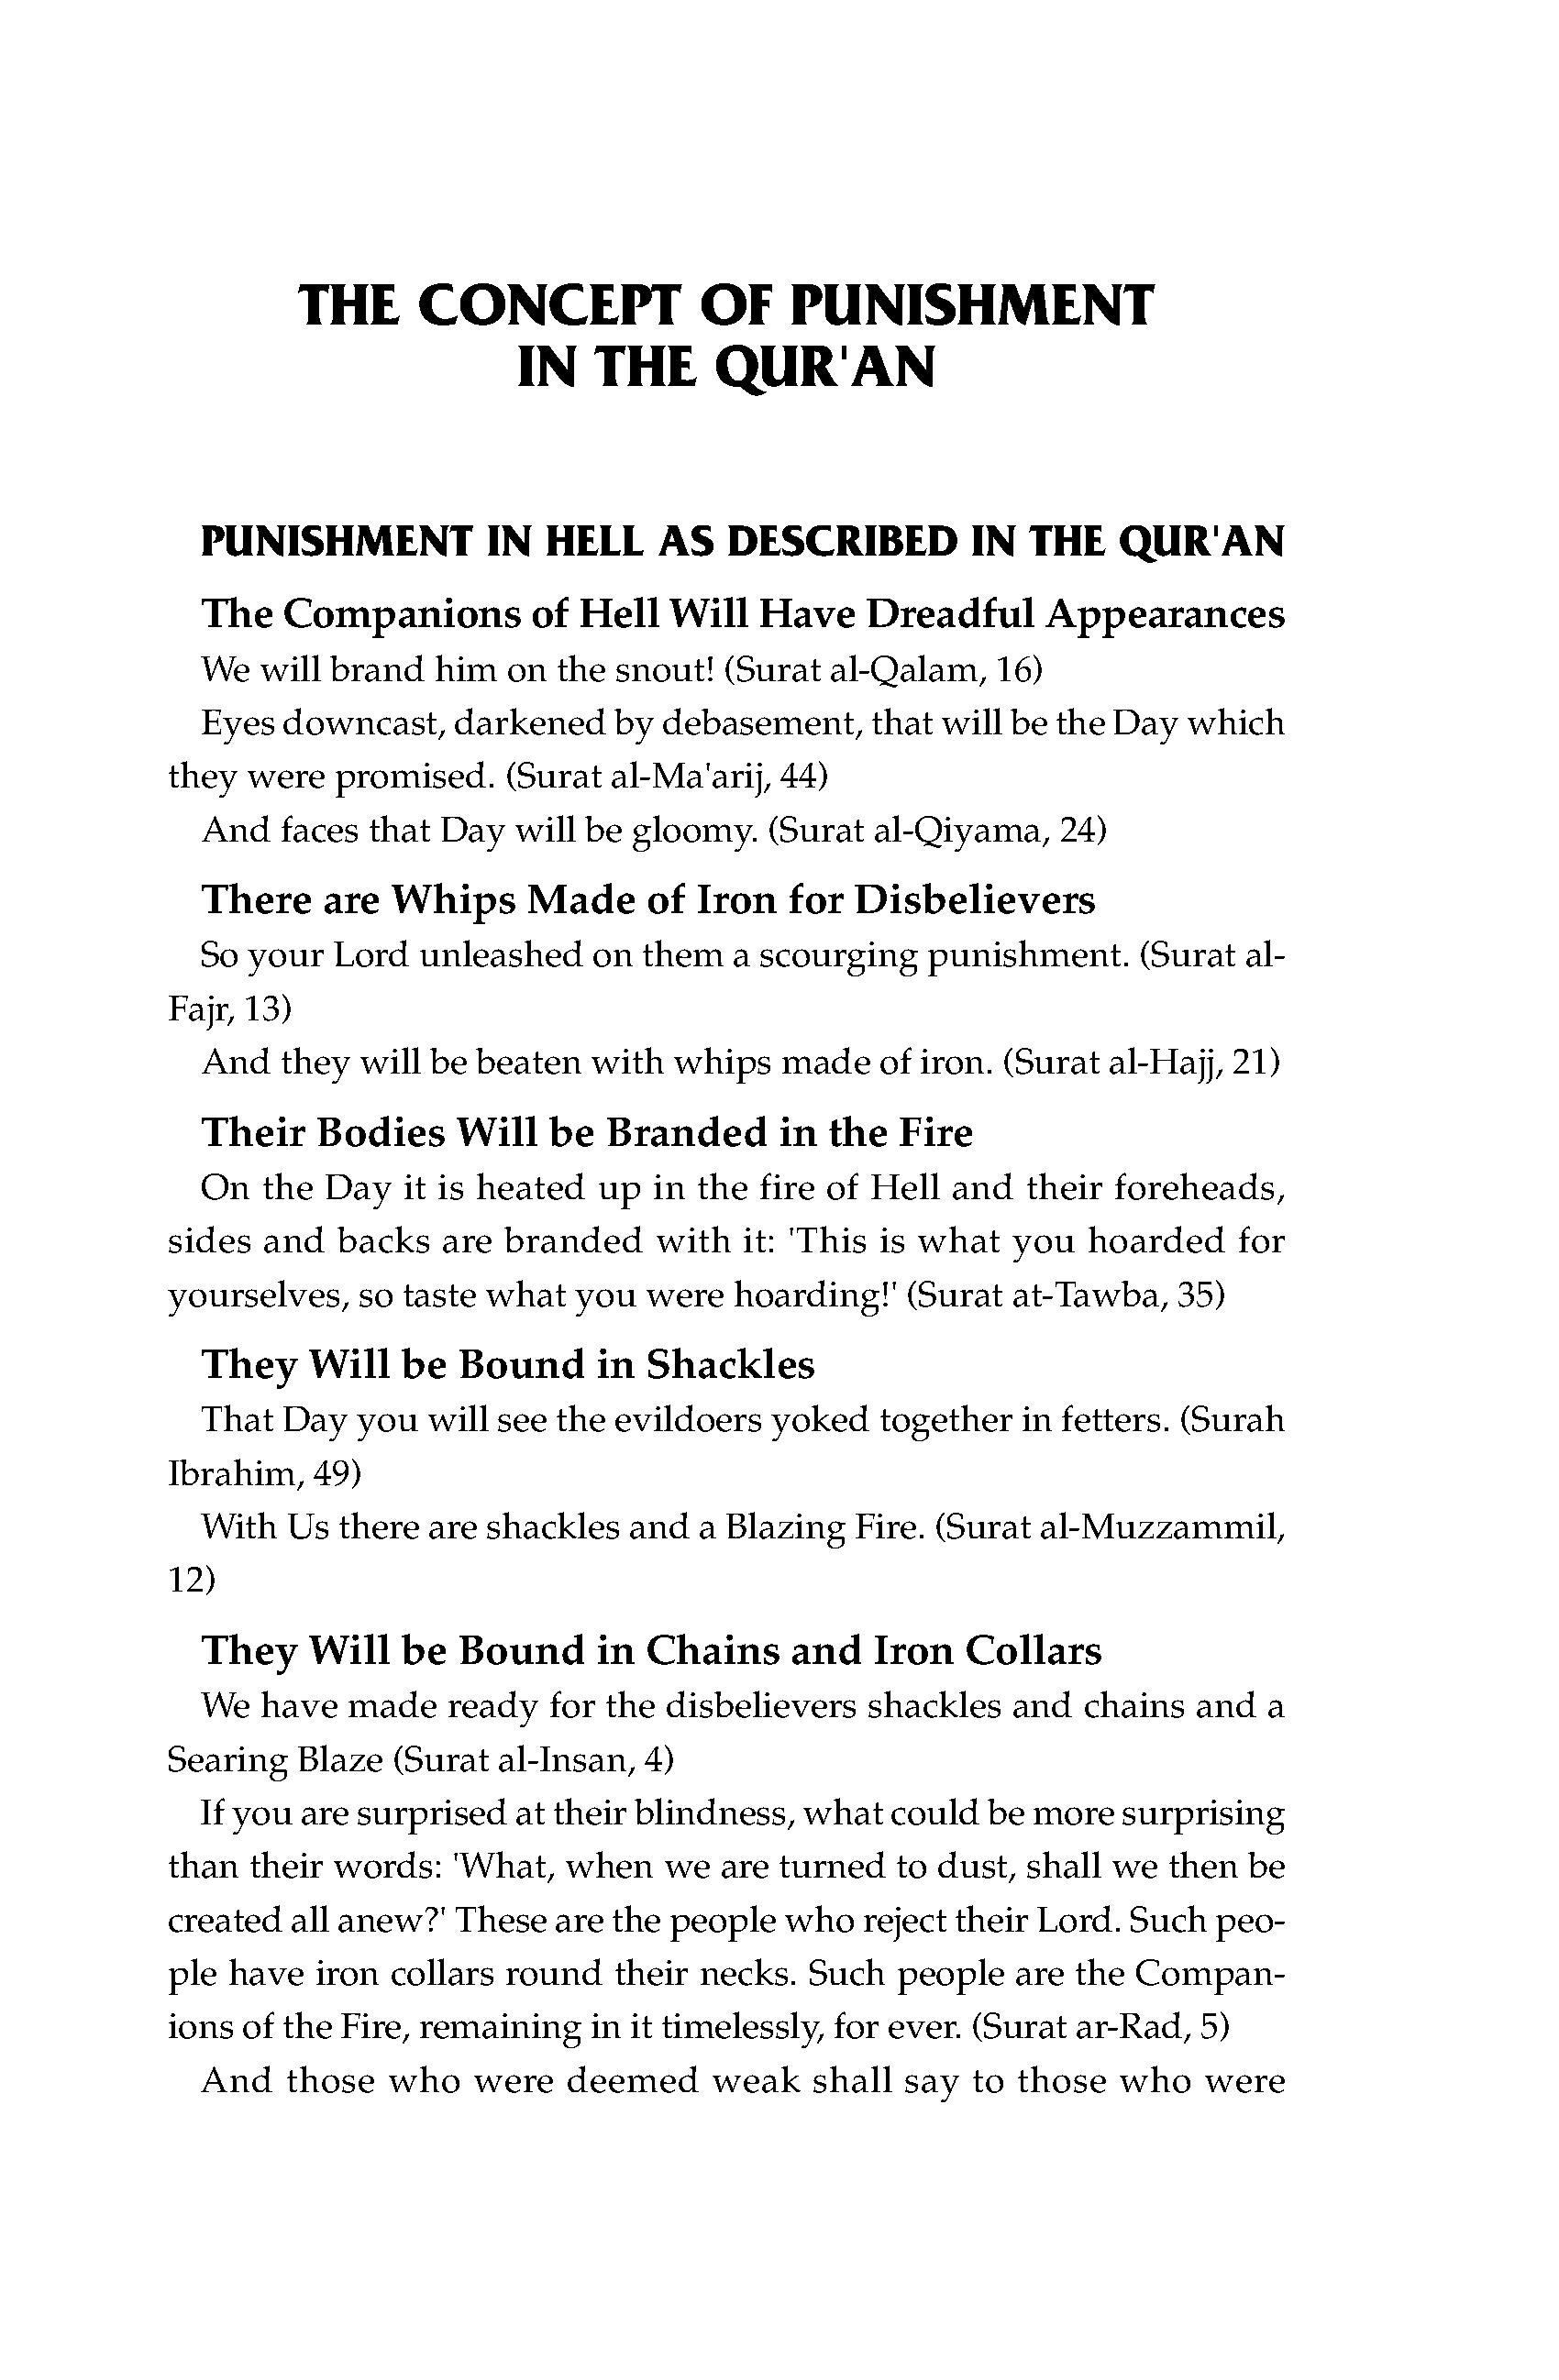 THE CONCEPT OF PUNISHMENT
IN THE QUR'AN
PUNISHMENT IN HELL AS DESCRIBED IN THE QUR'AN
The Companions of Hell Will Have Dreadful Appearances
We will brand him on the snout! (Surat al-Qalam, 16)
Eyes downcast, darkened by debasement, that will be the Day which
they were promised. (Surat al-Ma'arij, 44)
And faces that Day will be gloomy. (Surat al-Qiyama, 24)
There are Whips Made of Iron for Disbelievers
So your Lord unleashed on them a scourging punishment. (Surat al-
Fajr, 13)
And they will be beaten with whips made of iron. (Surat al-Hajj, 21)
Their Bodies Will be Branded in the Fire
On the Day it is heated up in the fire of Hell and their foreheads,
sides and backs are branded with it: 'This is what you hoarded for
yourselves, so taste what you were hoarding!' (Surat at-Tawba, 35)
They Will be Bound in Shackles
That Day you will see the evildoers yoked together in fetters. (Surah
Ibrahim, 49)
With Us there are shackles and a Blazing Fire. (Surat al-Muzzammil,
12)
They Will be Bound in Chains and Iron Collars
We have made ready for the disbelievers shackles and chains and a
Searing Blaze (Surat al-Insan, 4)
If you are surprised at their blindness, what could be more surprising
than their words: 'What, when we are turned to dust, shall we then be
created all anew?' These are the people who reject their Lord. Such peo-
ple have iron collars round their necks. Such people are the Compan-
ions of the Fire, remaining in it timelessly, for ever. (Surat ar-Rad, 5)
And those who were deemed weak shall say to those who were